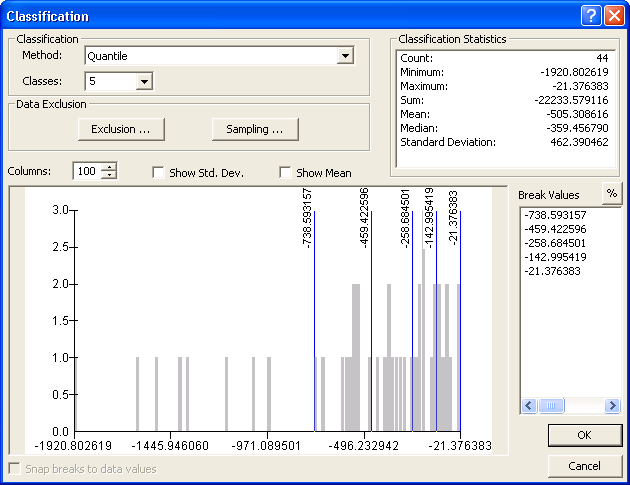 Classification
Classification
Method: Quantile
Classes: 5
Data Exclusion
Exclusion ... Sampling ...
Classification Statistics
Count: 44
Minimum: -1920.802619
Maximum: -21.376383
Sum: -22233.579116
Mean: -505.308616
Median: -359.456790
Standard Deviation: 462.390462
Columns: 100 Show Std. Dev. Show Mean
Break Values %
-738.593157
-459.422596
-258.684501
-142.995419
-21.376383
-738.593157
-459.422596
-258.684501
-142.995419
-21.376383
3.0
2.5
2.0
1.5
1.0
0.5
0.0
-1920.802619 -1445.946060 -971.089501 -496.232942 -21.376383
Snap breaks to data values
OK
Cancel